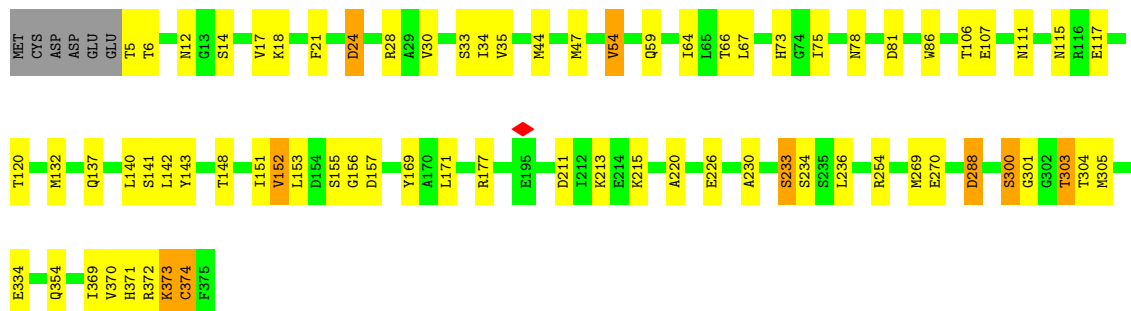 MET CYS ASP ASP GLU GLU T5 T6 N12 G13 S14 V17 K18 F21 D24 R28 A29 V30 S33 I34 V35 M44 M47 V54 Q59 I64 L65 T66 L67 H73 G74 I75 N78 D81 W86 T106 E107 N111 N115 R116 E117
T120 M132 Q137 L140 S141 L142 Y143 T148 I151 V152 L153 D154 S155 G156 D157 Y169 A170 L171 R177 E195 D211 I212 K213 E214 K215 A220 E226 A230 S233 S234 S235 L236 R254 M269 E270 D288 S300 G301 G302 T303 T304 M305
E334 Q354 I369 V370 H371 R372 K373 C374 F375